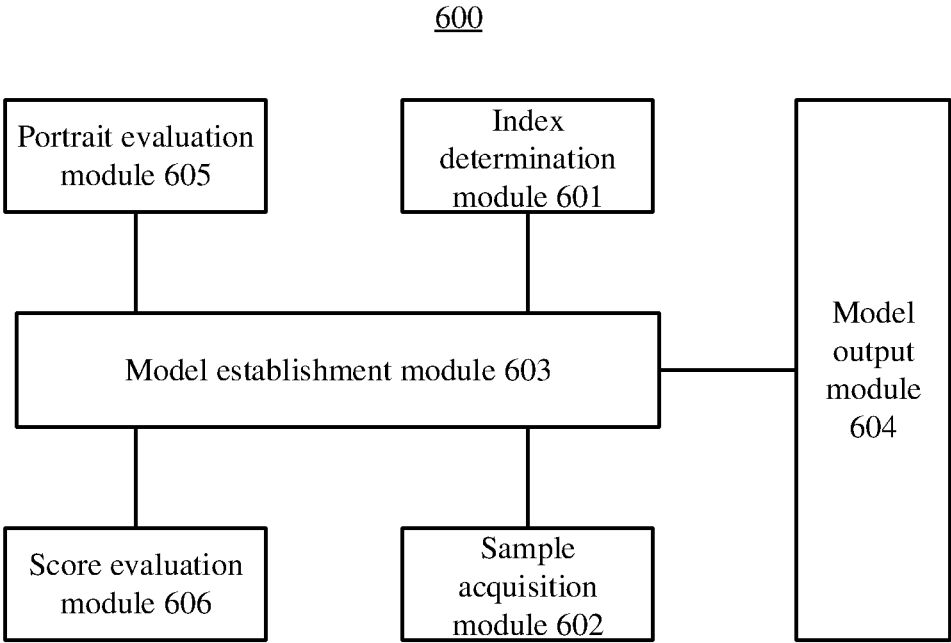 600
Portrait evaluation
module 605
Index
determination
module 601
Model establishment module 603
Model
output
module
604
Score evaluation
module 606
Sample
acquisition
module 602